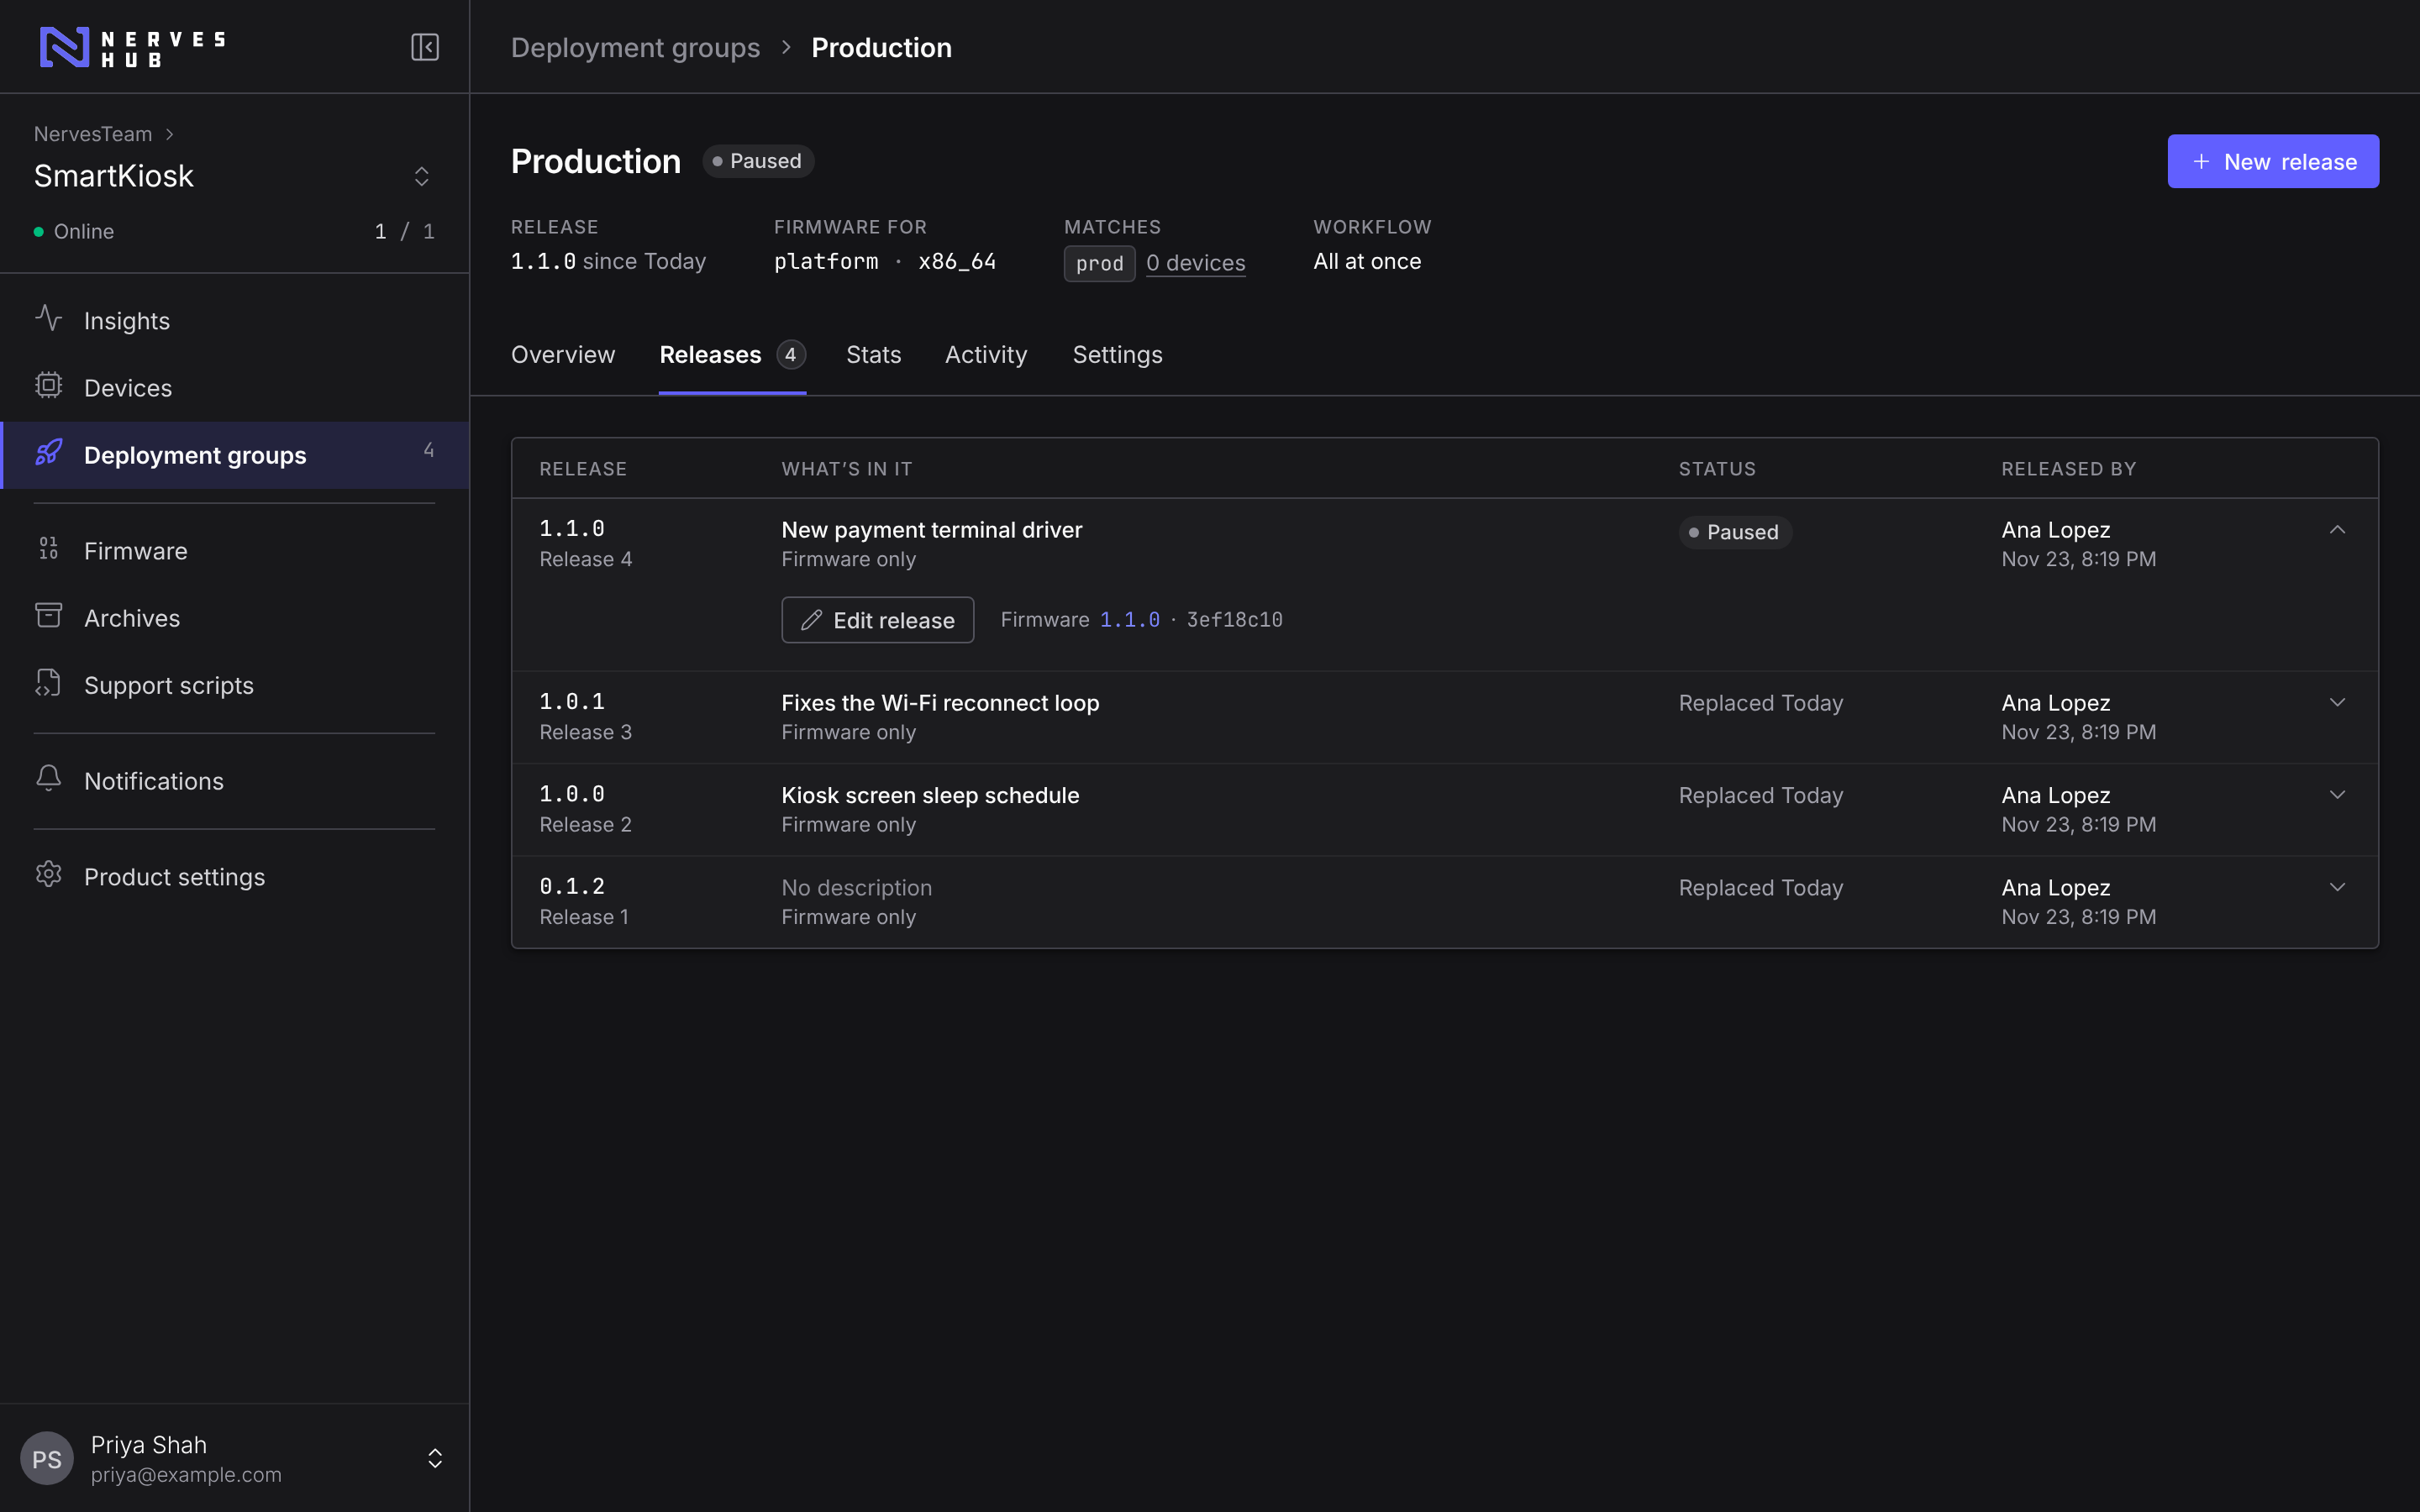 NERVES
HUB
Deployment groups > Production
NervesTeam >
SmartKiosk
Online 1 / 1
Insights
Devices
Deployment groups 4
01
10
Firmware
Archives
Support scripts
Notifications
Product settings
PS
Priya Shah
priya@example.com
Production Paused
+ New release
RELEASE FIRMWARE FOR MATCHES WORKFLOW
1.1.0 since Today platform · x86_64 prod 0 devices All at once
Overview Releases 4 Stats Activity Settings
RELEASE WHAT’S IN IT STATUS RELEASED BY
1.1.0 New payment terminal driver Paused Ana Lopez
Release 4 Firmware only Nov 23, 8:19 PM
Edit release Firmware 1.1.0 · 3ef18c10
1.0.1 Fixes the Wi-Fi reconnect loop Replaced Today Ana Lopez
Release 3 Firmware only Nov 23, 8:19 PM
1.0.0 Kiosk screen sleep schedule Replaced Today Ana Lopez
Release 2 Firmware only Nov 23, 8:19 PM
0.1.2 No description Replaced Today Ana Lopez
Release 1 Firmware only Nov 23, 8:19 PM